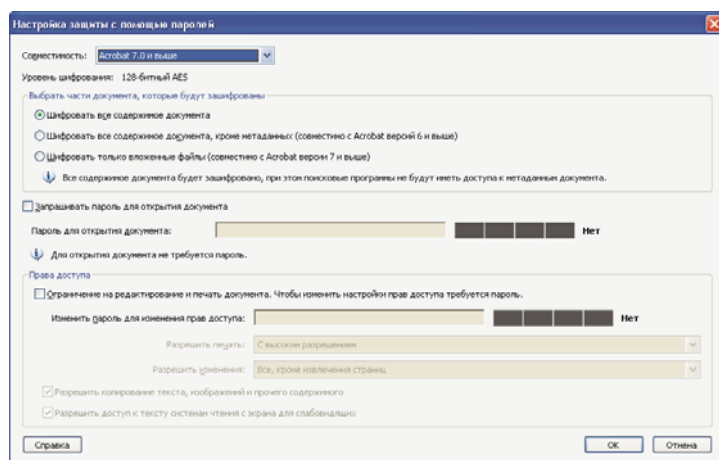 Настройка защиты с помощью паролей
Совместимость: Acrobat 7.0 и выше
Уровень шифрования: 128-битный AES
Выбрать части документа, которые будут зашифрованы
Шифровать все содержимое документа
Шифровать все содержимое документа, кроме метаданных (совместимо с Acrobat версий 6 и выше)
Шифровать только вложенные файлы (совместимо с Acrobat версии 7 и выше)
Все содержимое документа будет зашифровано, при этом поисковые программы не будут иметь доступа к метаданным документа.
Запрашивать пароль для открытия документа
Пароль для открытия документа: Нет
Для открытия документа не требуется пароль.
Права доступа
Ограничение на редактирование и печать документа. Чтобы изменить настройки прав доступа требуется пароль.
Изменить пароль для изменения прав доступа: Нет
Разрешить печать: С высоким разрешением
Разрешить изменения: Все, кроме извлечения страниц
Разрешить копирование текста, изображений и прочего содержимого
Разрешить доступ к тексту системам чтения с экрана для слабовидящих
Справка ОК Отмена